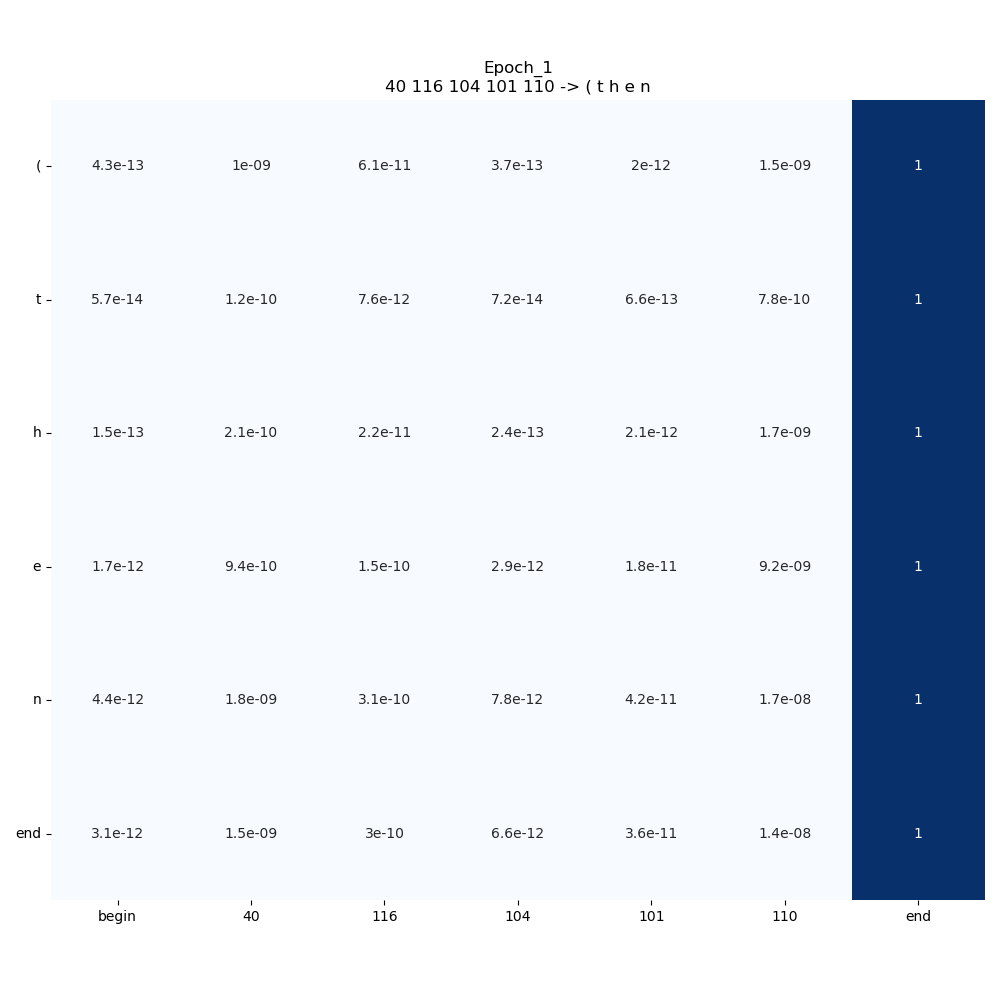 Epoch_1
40 116 104 101 110 -> ( t h e n
( 4.3e-13 1e-09 6.1e-11 3.7e-13 2e-12 1.5e-09 1
t 5.7e-14 1.2e-10 7.6e-12 7.2e-14 6.6e-13 7.8e-10 1
h 1.5e-13 2.1e-10 2.2e-11 2.4e-13 2.1e-12 1.7e-09 1
e 1.7e-12 9.4e-10 1.5e-10 2.9e-12 1.8e-11 9.2e-09 1
n 4.4e-12 1.8e-09 3.1e-10 7.8e-12 4.2e-11 1.7e-08 1
end 3.1e-12 1.5e-09 3e-10 6.6e-12 3.6e-11 1.4e-08 1
begin 40 116 104 101 110 end